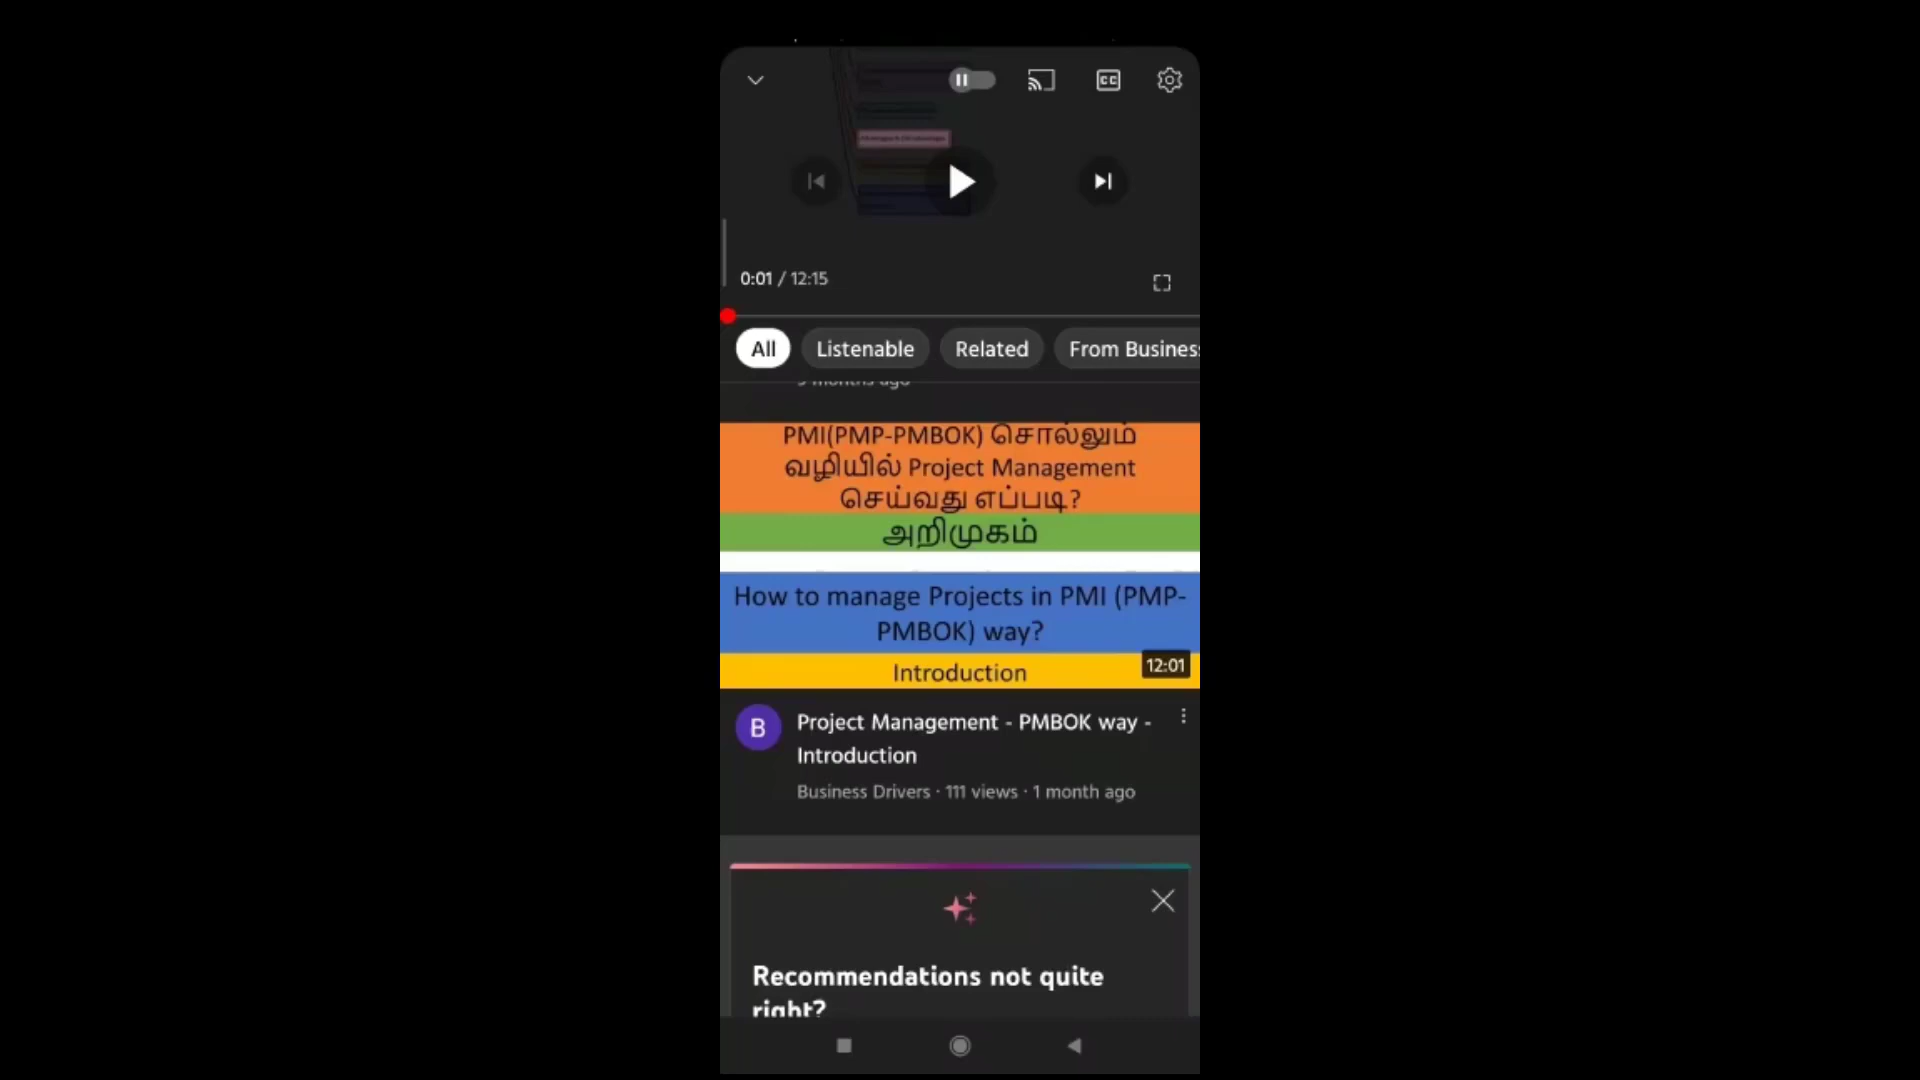 0:01 / 12:15
All
Listenable
Related
From Busines
months ago
PMI(PMP-PMBOK) சொல்லும்
வழியில் Project Management
செய்வது எப்படி?
அறிமுகம்
How to manage Projects in PMI (PMP-
PMBOK) way?
Introduction
12:01
B
Project Management - PMBOK way -
Introduction
Business Drivers · 111 views · 1 month ago
Recommendations not quite
right?